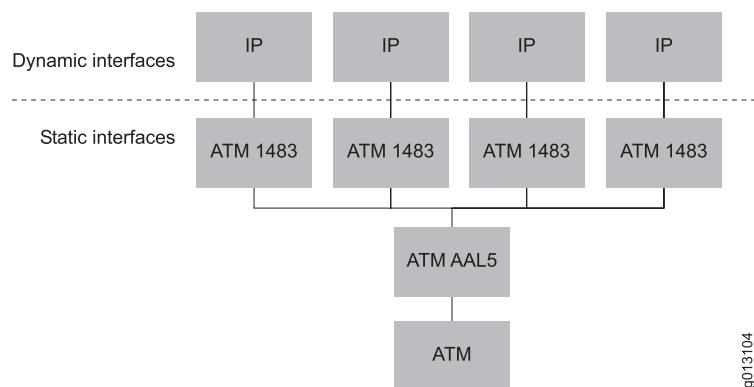 IP
IP
IP
IP
Dynamic interfaces
Static interfaces
ATM 1483
ATM 1483
ATM 1483
ATM 1483
ATM AAL5
ATM
g013104